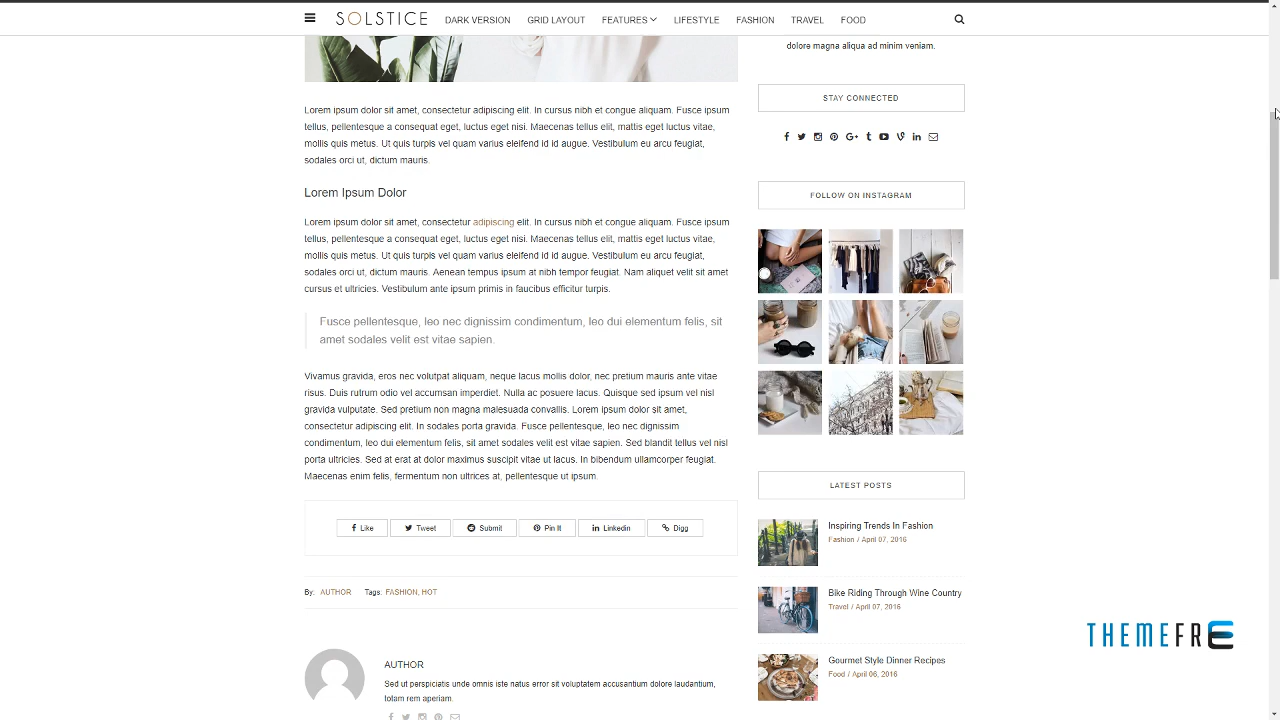 SOLSTICE DARK VERSION GRID LAYOUT FEATURES LIFESTYLE FASHION TRAVEL FOOD
Lorem ipsum dolor sit amet, consectetur adipiscing elit. In cursus nibh et congue aliquam. Fusce ipsum
tellus, pellentesque a consequat eget, luctus eget nisi. Maecenas tellus elit, mattis eget luctus vitae,
mollis quis metus. Ut quis turpis vel quam varius eleifend id id augue. Vestibulum eu arcu feugiat,
sodales orci ut, dictum mauris.
Lorem Ipsum Dolor
Lorem ipsum dolor sit amet, consectetur adipiscing elit. In cursus nibh et congue aliquam. Fusce ipsum
tellus, pellentesque a consequat eget, luctus eget nisi. Maecenas tellus elit, mattis eget luctus vitae,
mollis quis metus. Ut quis turpis vel quam varius eleifend id id augue. Vestibulum eu arcu feugiat,
sodales orci ut, dictum mauris. Aenean tempus ipsum at nibh tempor feugiat. Nam aliquet velit sit amet
cursus et ultricies. Vestibulum ante ipsum primis in faucibus efficitur turpis.
Fusce pellentesque, leo nec dignissim condimentum, leo dui elementum felis, sit
amet sodales velit est vitae sapien.
Vivamus gravida, eros nec volutpat aliquam, neque lacus mollis dolor, nec pretium mauris ante vitae
risus. Duis rutrum odio vel accumsan imperdiet. Nulla ac posuere lacus. Quisque sed ipsum vel nisl
gravida vulputate. Sed pretium non magna malesuada convallis. Lorem ipsum dolor sit amet,
consectetur adipiscing elit. In sodales porta gravida. Fusce pellentesque, leo nec dignissim
condimentum, leo dui elementum felis, sit amet sodales velit est vitae sapien. Sed blandit tellus vel nisl
porta ultricies. Sed at erat at dolor maximus suscipit vitae ut lacus. In bibendum ullamcorper feugiat.
Maecenas enim felis, fermentum non ultrices at, pellentesque ut ipsum.
Like Tweet Submit Pin It Linkedin Digg
By: AUTHOR Tags: FASHION, HOT
AUTHOR
Sed ut perspiciatis unde omnis iste natus error sit voluptatem accusantium dolore laudantium,
totam rem aperiam.
dolore magna aliqua ad minim veniam.
STAY CONNECTED
FOLLOW ON INSTAGRAM
LATEST POSTS
Inspiring Trends In Fashion
Fashion / April 07, 2016
Bike Riding Through Wine Country
Travel / April 07, 2016
Gourmet Style Dinner Recipes
Food / April 06, 2016
THEMEFRE